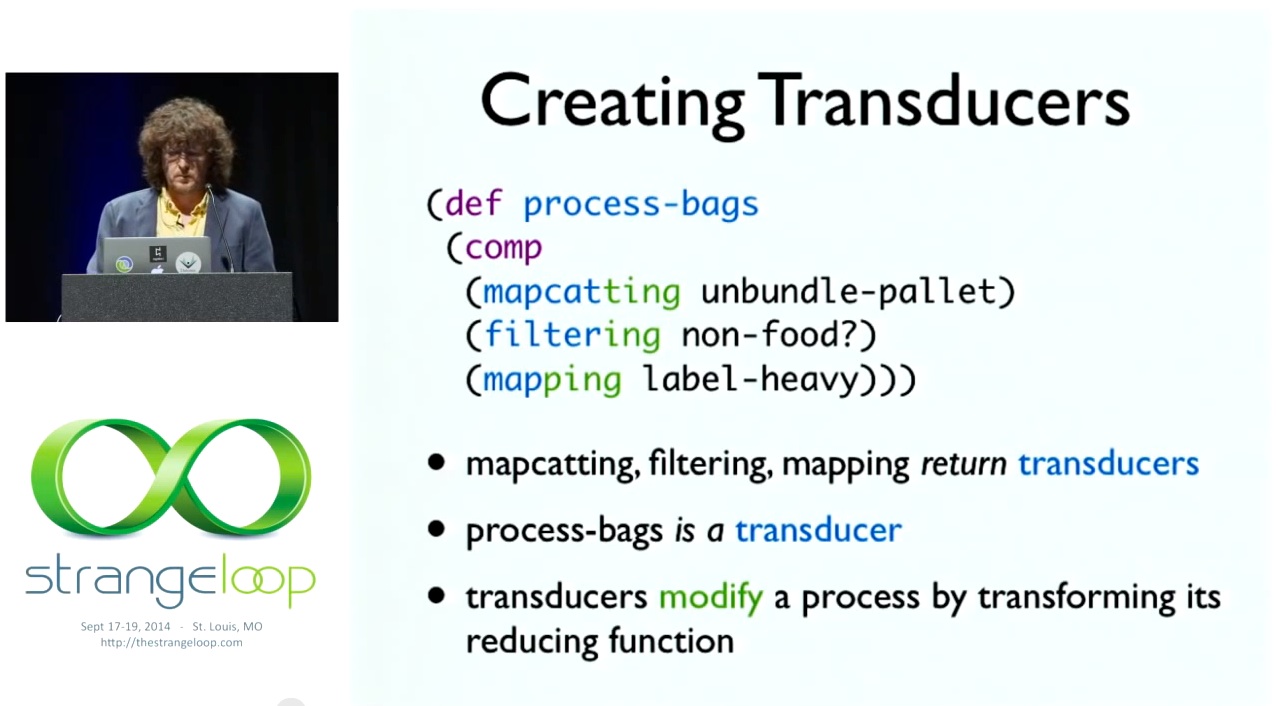 Creating Transducers
(def process-bags
(comp
(mapcatting unbundle-pallet)
(filtering non-food?)
(mapping label-heavy)))
• mapcatting, filtering, mapping return transducers
• process-bags is a transducer
• transducers modify a process by transforming its
reducing function
strangeloop
Sept 17-19, 2014 - St. Louis, MO
http://thestrangeloop.com